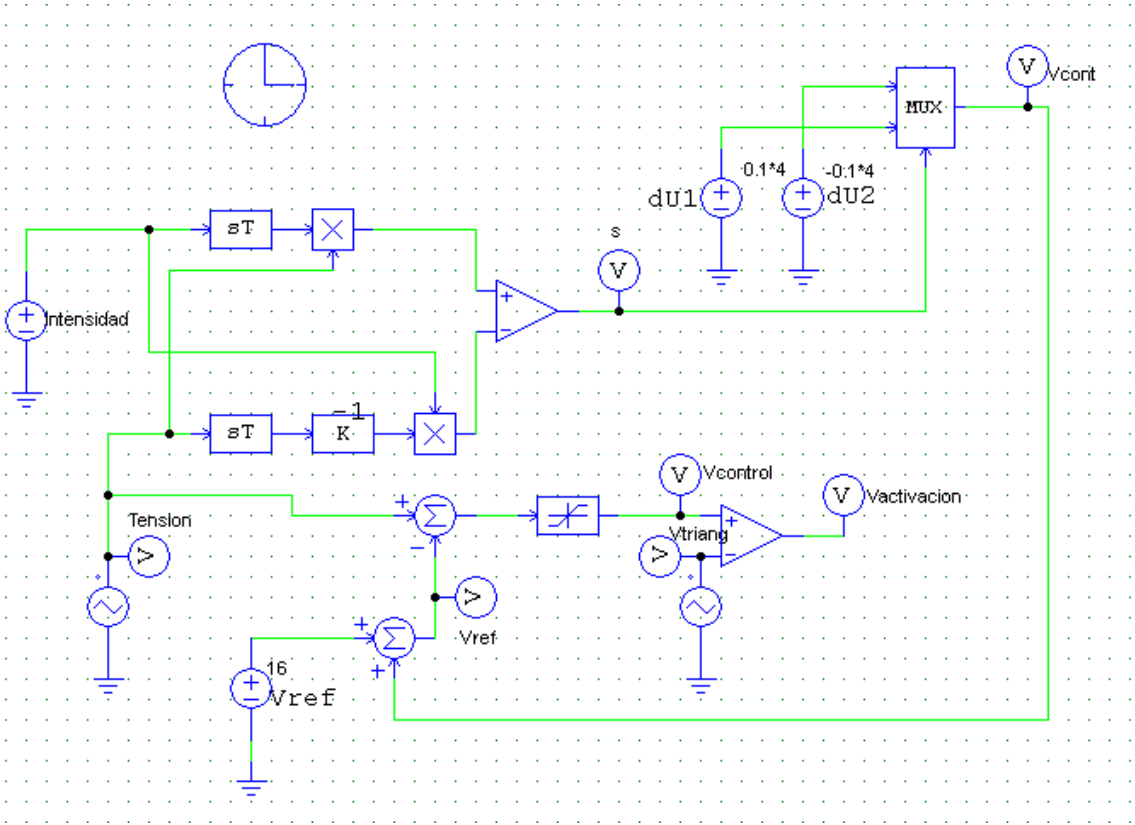 V
Vcont
MUX
0.1*4
-0.1*4
dU1
dU2
sT
s
V
Intensidad
-1
sT
K
V
Vcontrol
V
Vactivacion
Tension
V
Vtriang
V
V
Vref
16
Vref